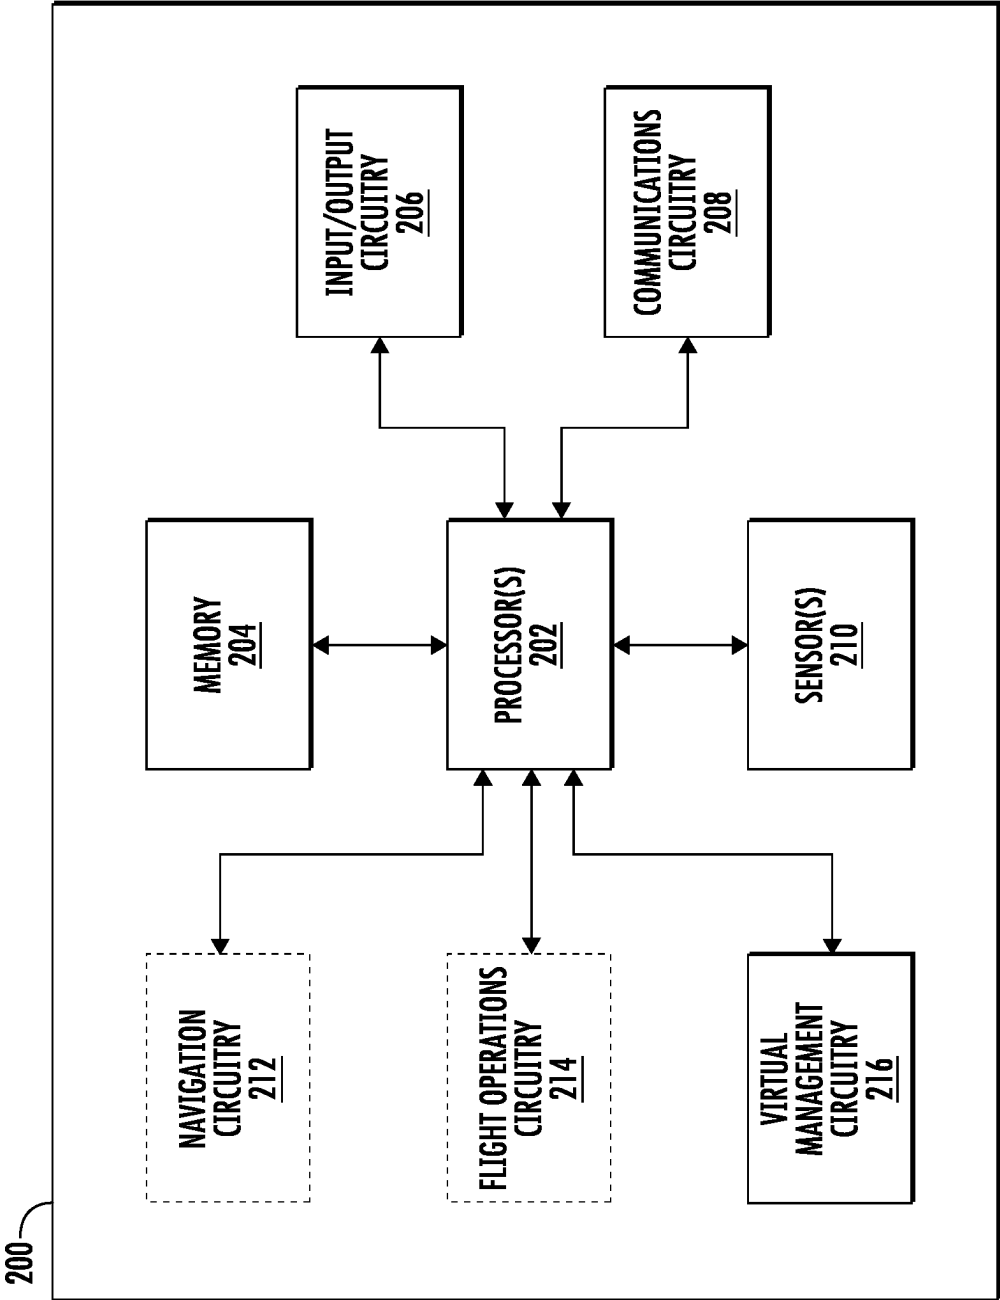 200
NAVIGATION
CIRCUITRY
212
MEMORY
204
INPUT/OUTPUT
CIRCUITRY
206
FLIGHT OPERATIONS
CIRCUITRY
214
PROCESSOR(S)
202
COMMUNICATIONS
CIRCUITRY
208
VIRTUAL
MANAGEMENT
CIRCUITRY
216
SENSOR(S)
210